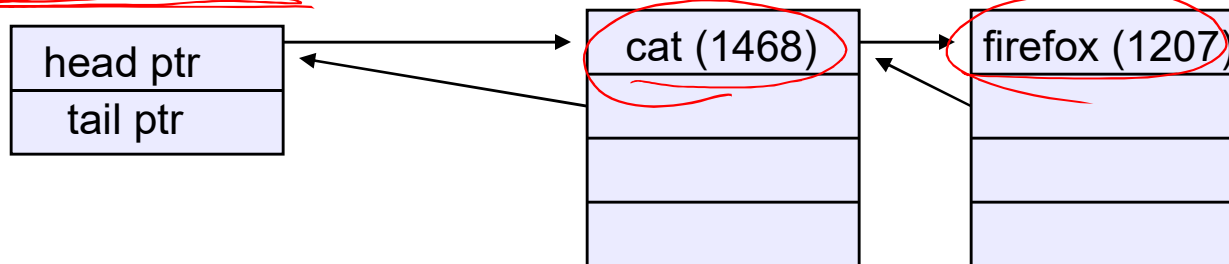 head ptr
tail ptr
cat (1468)
firefox (1207)